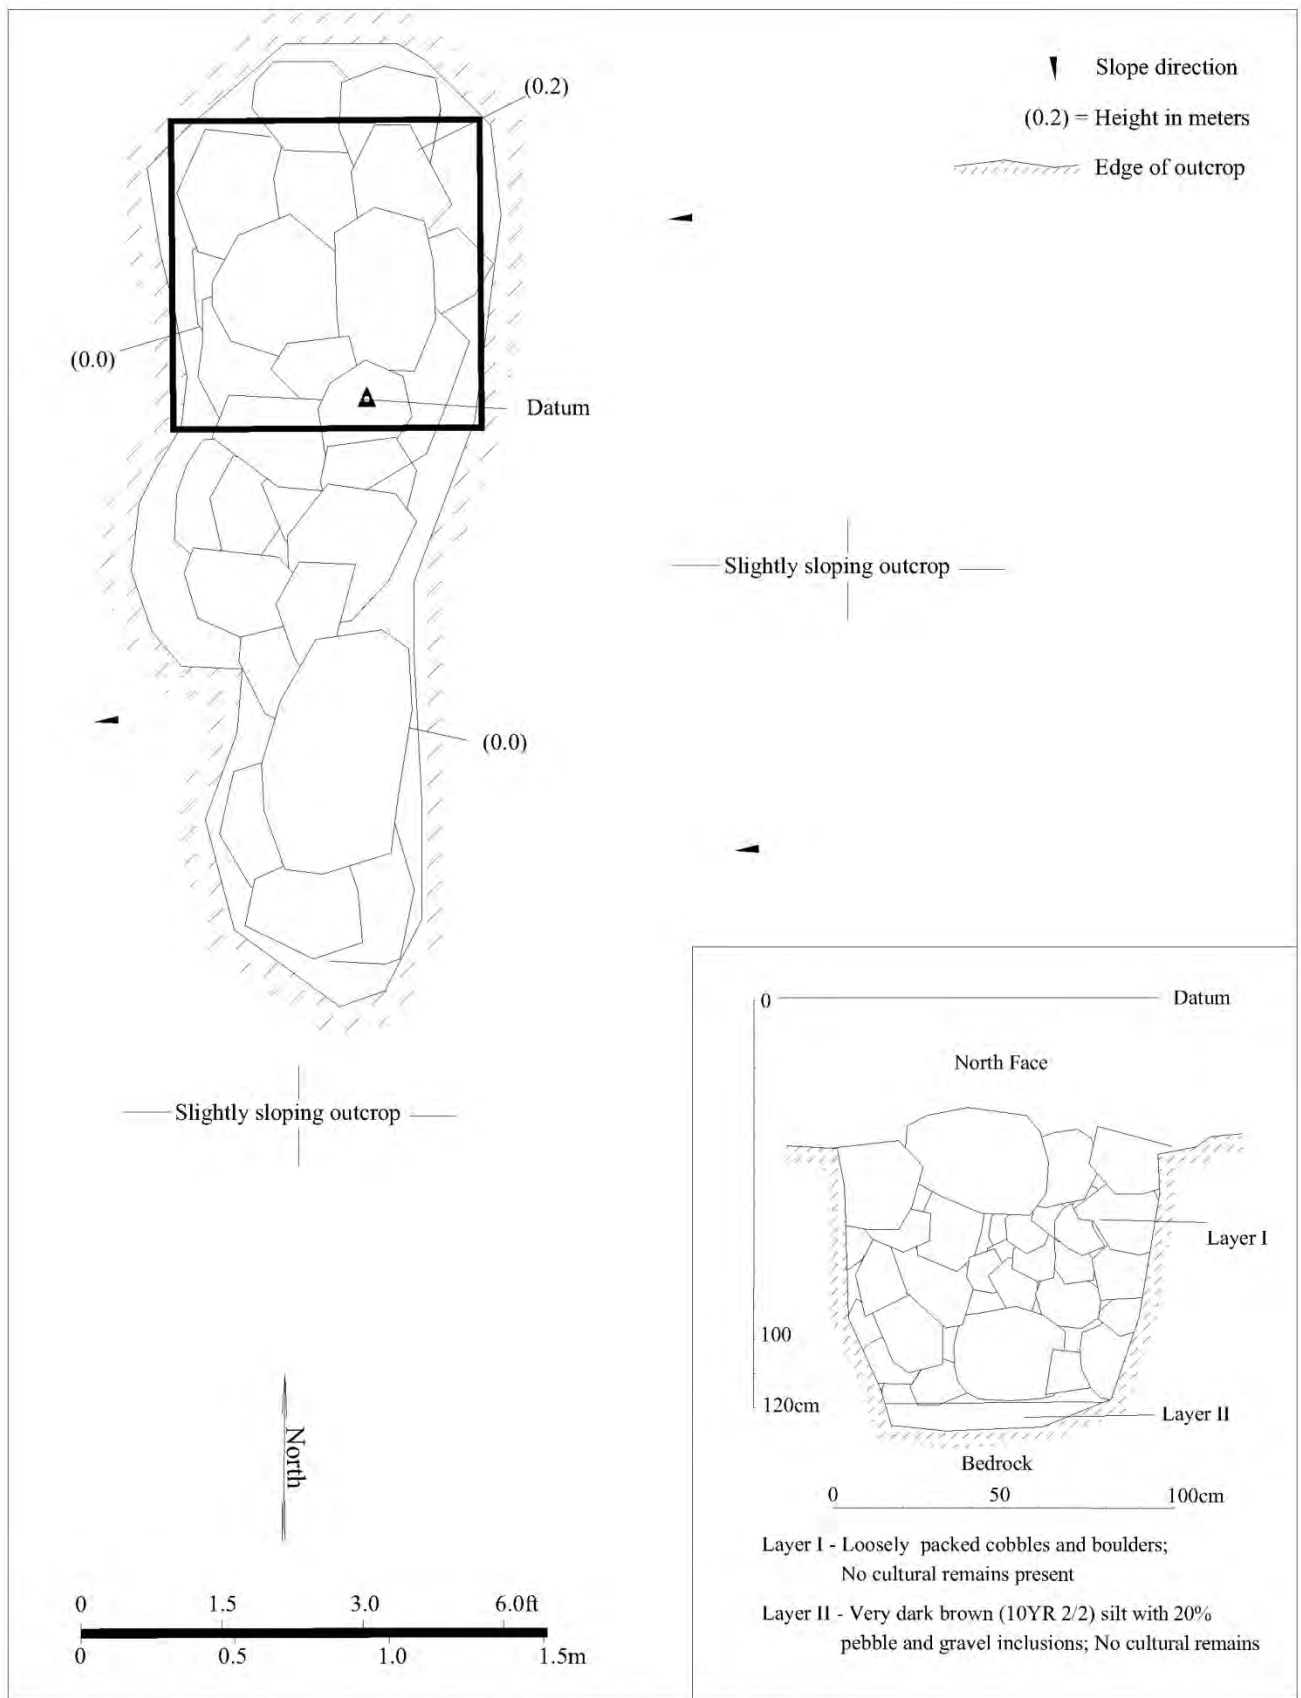 Slope direction
(0.2) = Height in meters
Edge of outcrop
(0.2)
(0.0)
Datum
Slightly sloping outcrop
(0.0)
Slightly sloping outcrop
North
0 1.5 3.0 6.0ft
0 0.5 1.0 1.5m
0 Datum
North Face
Layer I
100
120cm
Layer II
Bedrock
0 50 100cm
Layer I - Loosely packed cobbles and boulders;
No cultural remains present
Layer II - Very dark brown (10YR 2/2) silt with 20%
pebble and gravel inclusions; No cultural remains